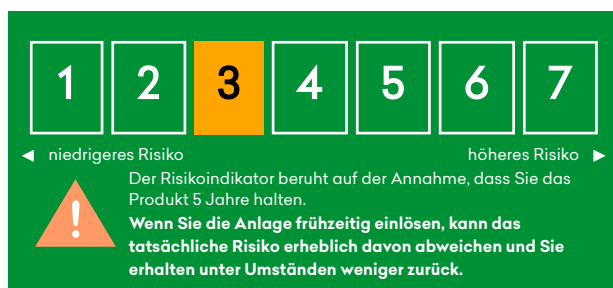 1 2 3 4 5 6 7
◄ niedrigeres Risiko höheres Risiko ►
Der Risikoindikator beruht auf der Annahme, dass Sie das
Produkt 5 Jahre halten.
Wenn Sie die Anlage frühzeitig einlösen, kann das
tatsächliche Risiko erheblich davon abweichen und Sie
erhalten unter Umständen weniger zurück.